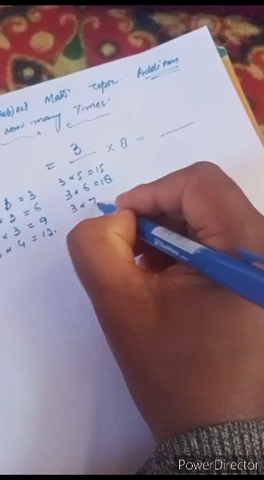 Subject Math Topic: Addition
How many Times
= 3 × 8 =
= 3
3 × 5 = 15
× 2 = 6
3 × 6 = 18
× 3 = 9
3 × 7
× 4 = 12.
PowerDirector